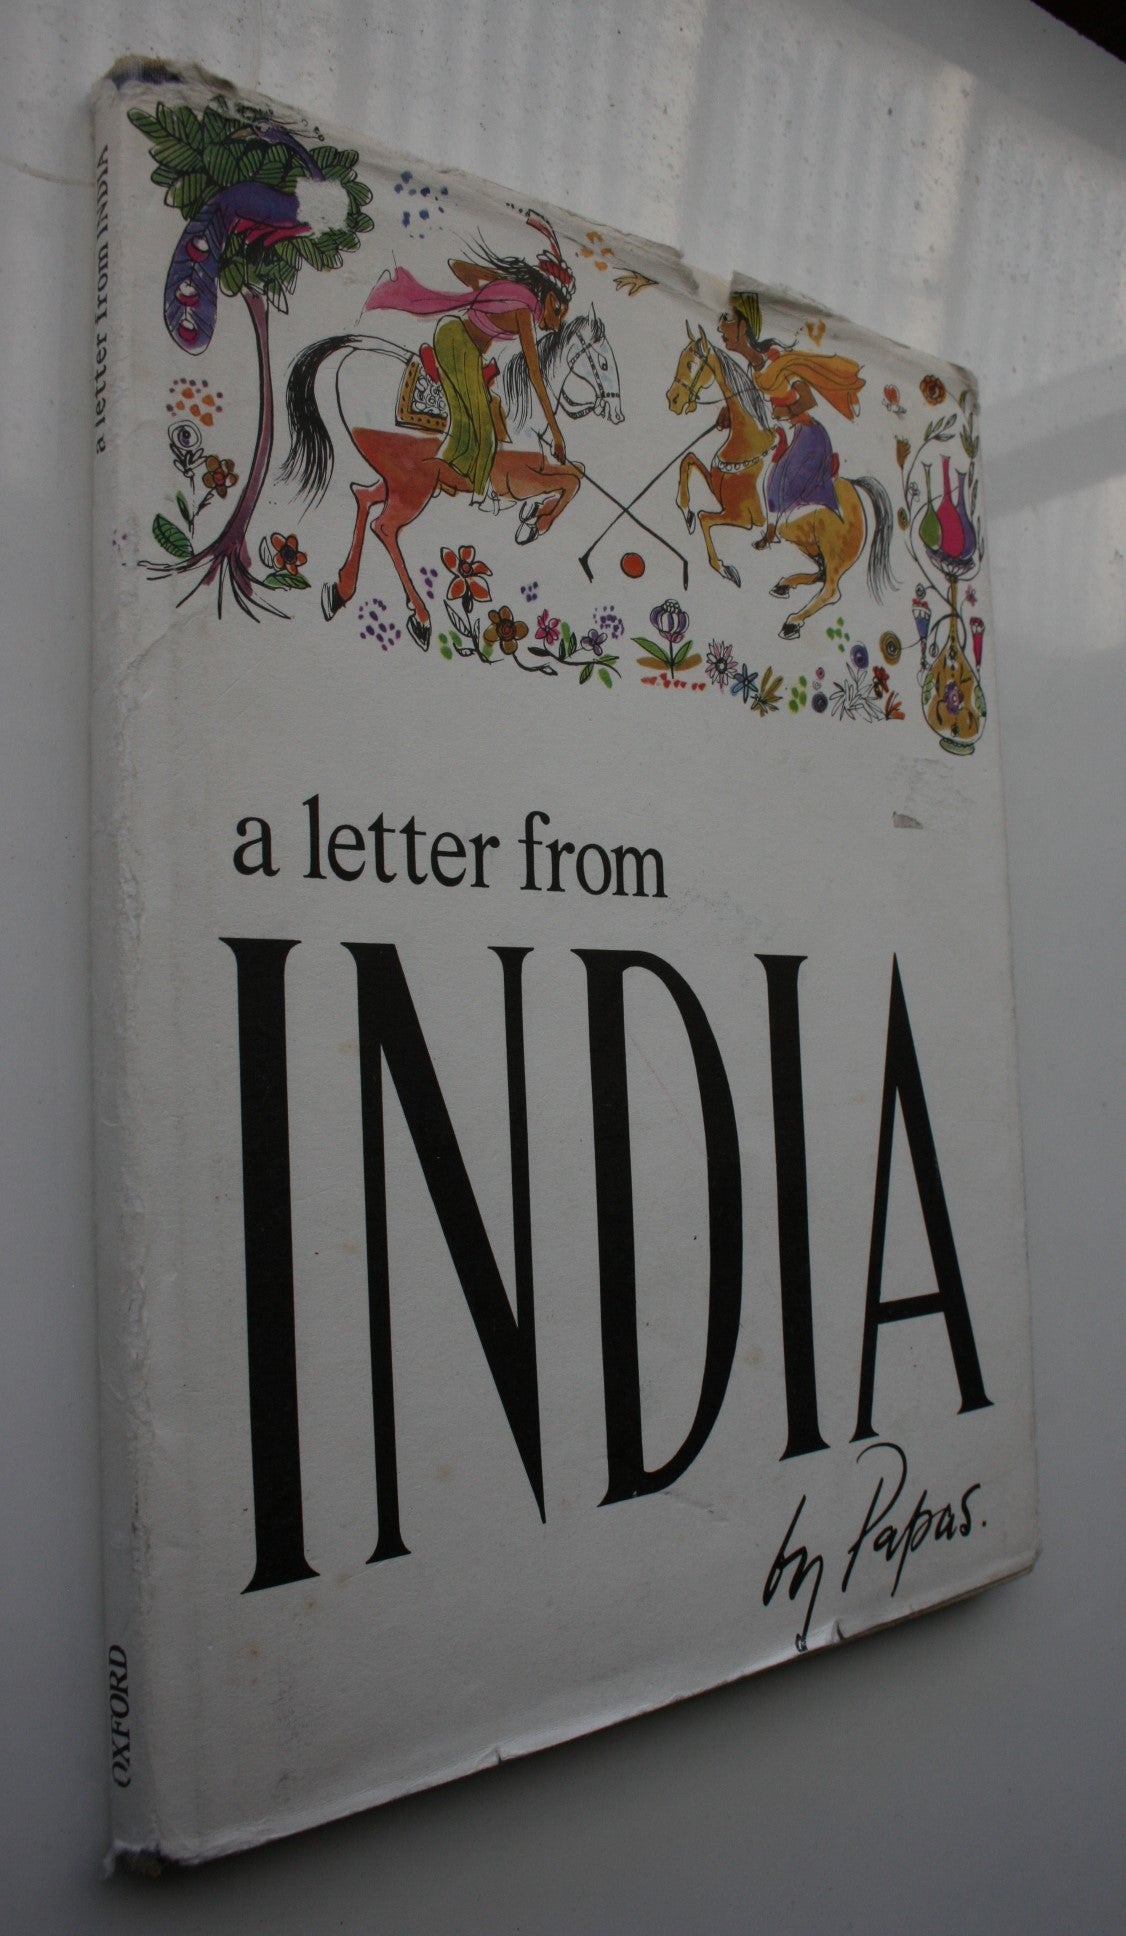 a letter from INDIA
OXFORD
a letter from
INDIA
by Papas.